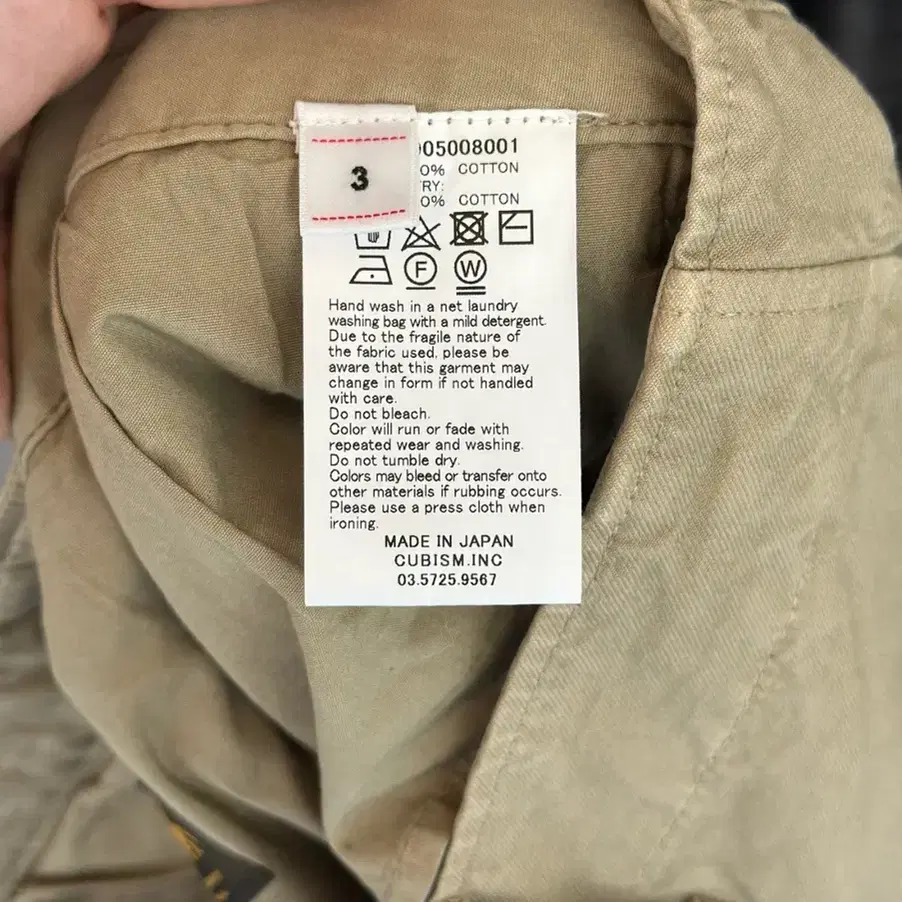 3
05008001
0% COTTON
RY:
0% COTTON
F
W
Hand wash in a net laundry
washing bag with a mild detergent.
Due to the fragile nature of
the fabric used, please be
aware that this garment may
change in form if not handled
with care.
Do not bleach.
Color will run or fade with
repeated wear and washing.
Do not tumble dry.
Colors may bleed or transfer onto
other materials if rubbing occurs.
Please use a press cloth when
ironing.
MADE IN JAPAN
CUBISM.INC
03.5725.9567